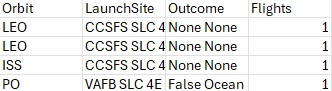 Orbit LaunchSite Outcome Flights
LEO CCSFS SLC 4 None None 1
LEO CCSFS SLC 4 None None 1
ISS CCSFS SLC 4 None None 1
PO VAFB SLC 4E False Ocean 1